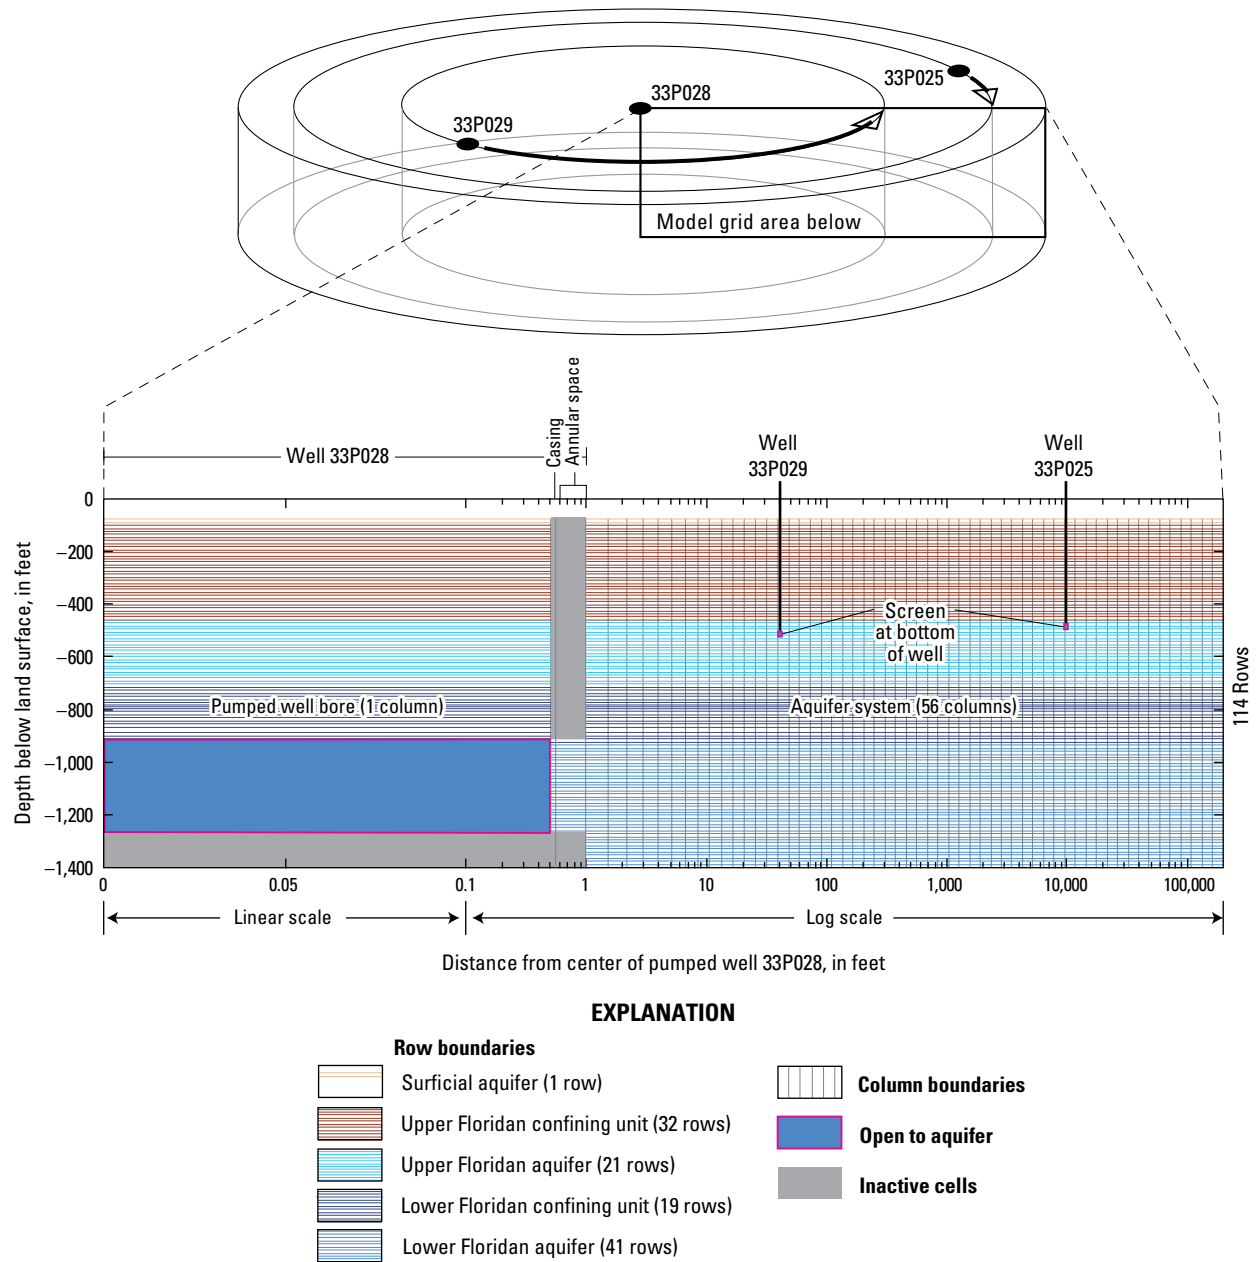 33P025
33P028
33P029
Model grid area below
Casing
Annular space
Well 33P028
Well
33P029
Well
33P025
Depth below land surface, in feet
0
–200
–400
–600
–800
–1,000
–1,200
–1,400
Screen
at bottom
of well
Pumped well bore (1 column)
Aquifer system (56 columns)
114 Rows
0 0.05 0.1 1 10 100 1,000 10,000 100,000
Linear scale
Log scale
Distance from center of pumped well 33P028, in feet
EXPLANATION
Row boundaries
Surficial aquifer (1 row)
Upper Floridan confining unit (32 rows)
Upper Floridan aquifer (21 rows)
Lower Floridan confining unit (19 rows)
Lower Floridan aquifer (41 rows)
Column boundaries
Open to aquifer
Inactive cells